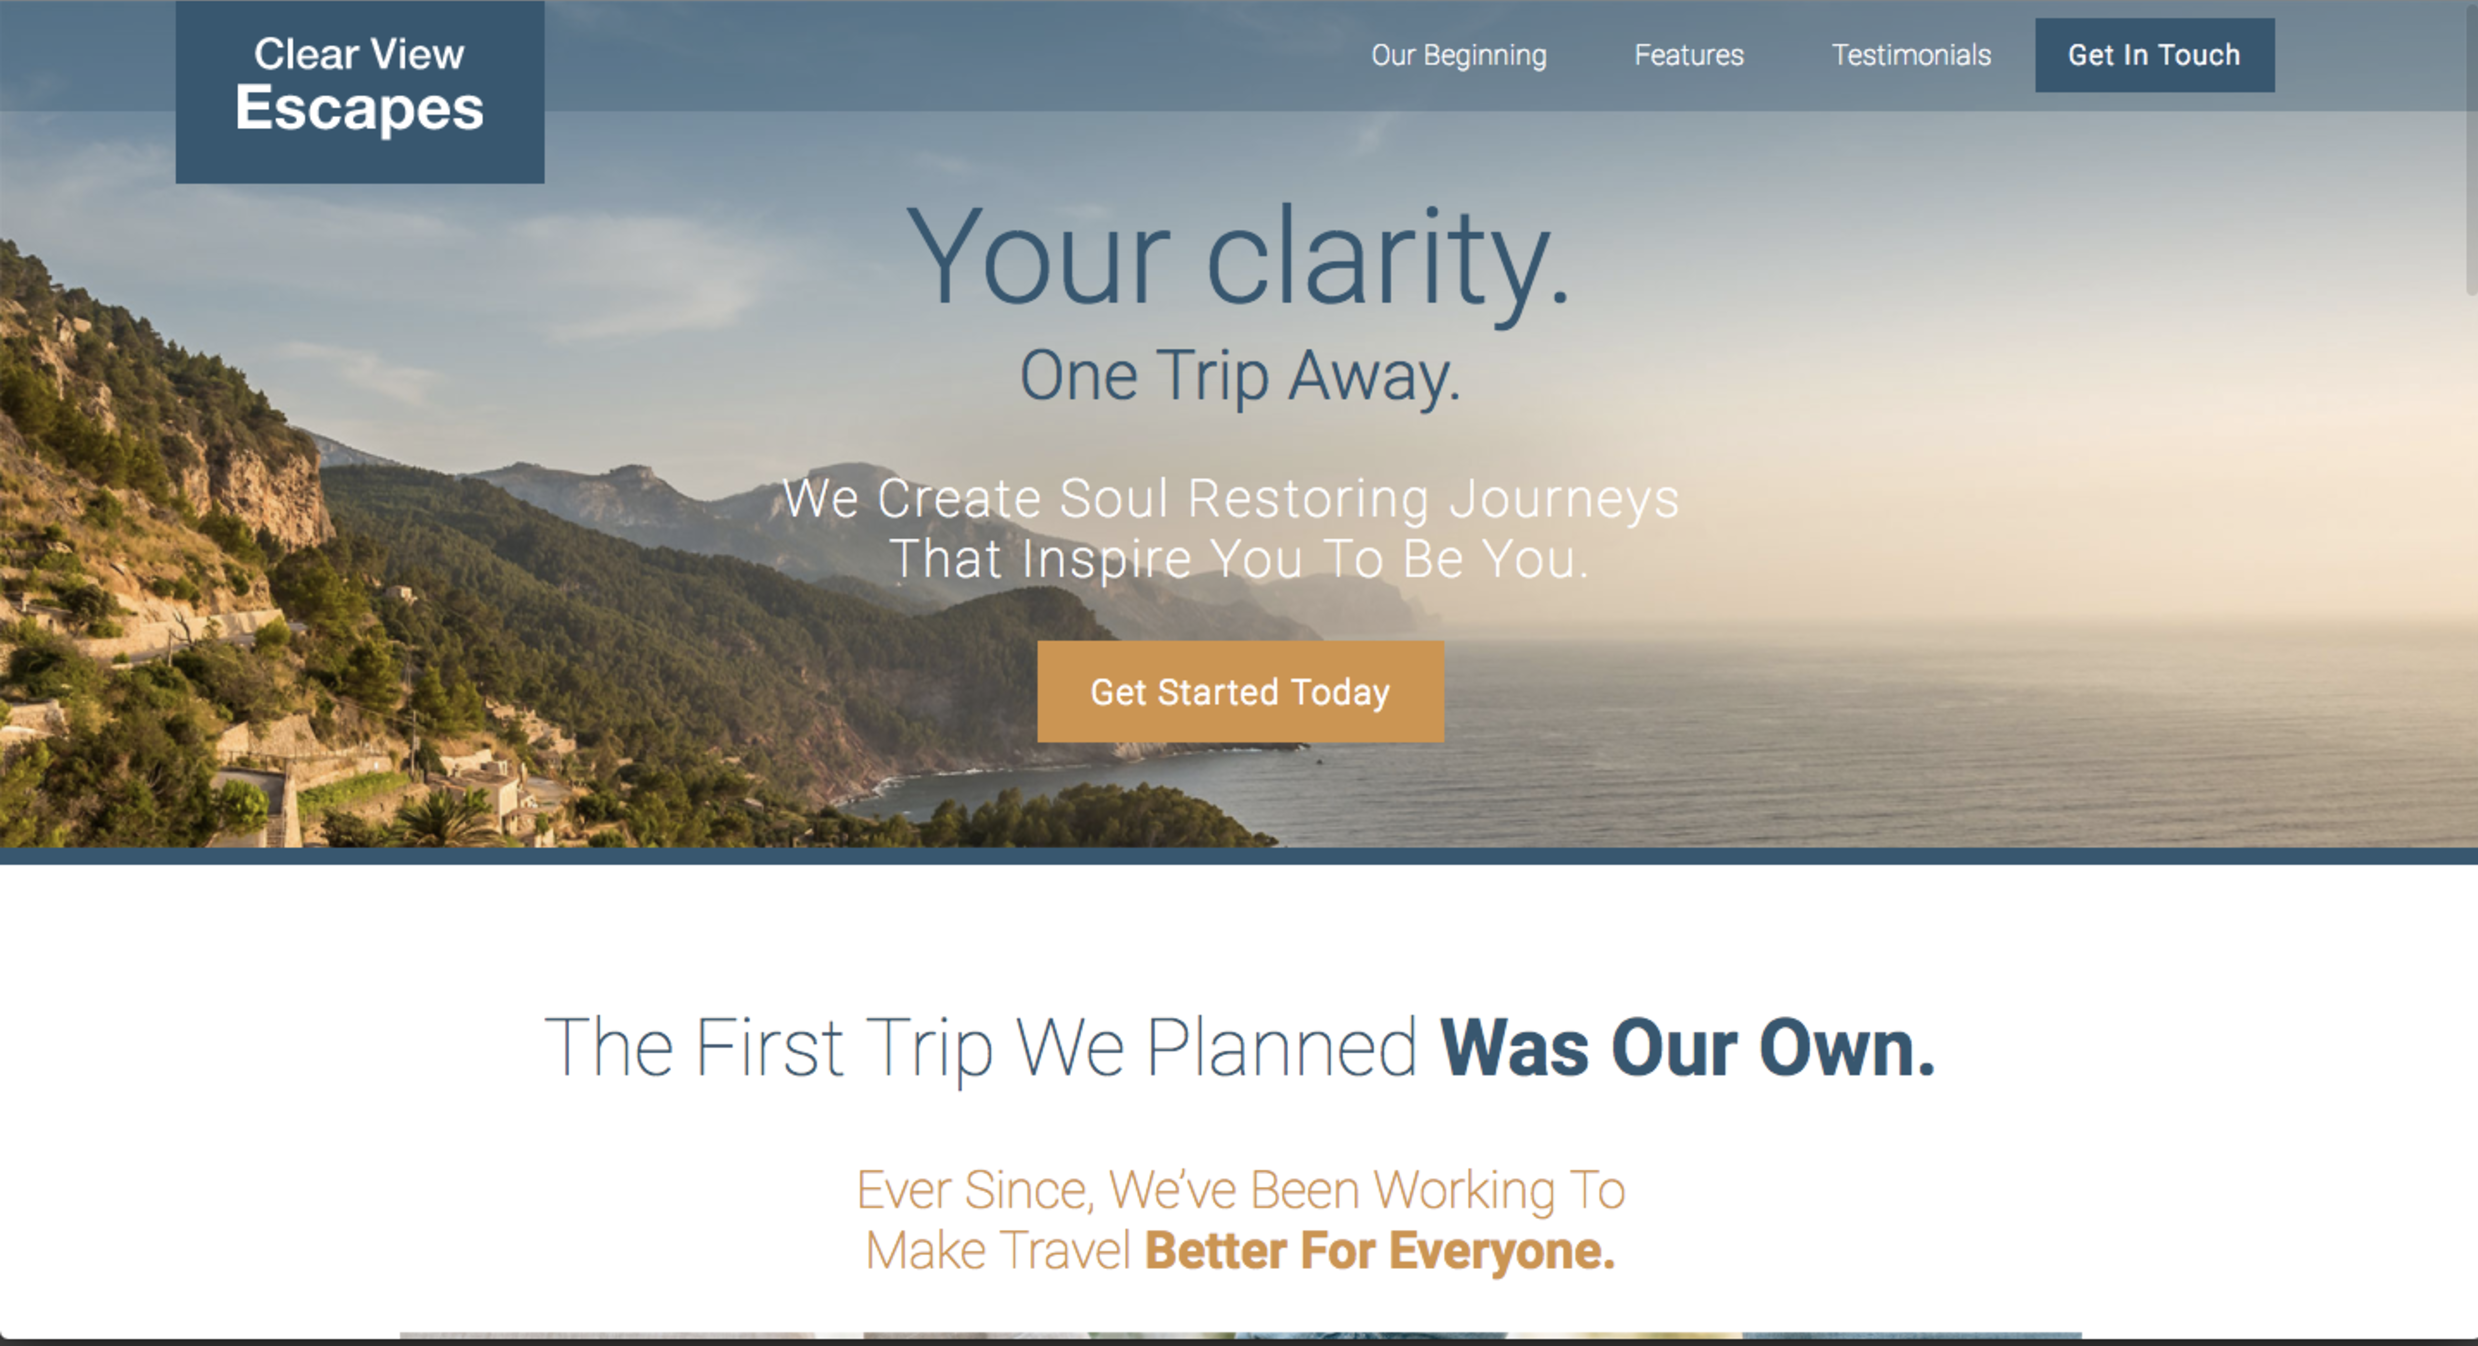 Clear View
Escapes
Our Beginning
Features
Testimonials
Get In Touch
Your clarity.
One Trip Away.
We Create Soul Restoring Journeys
That Inspire You To Be You.
Get Started Today
The First Trip We Planned Was Our Own.
Ever Since, We’ve Been Working To
Make Travel Better For Everyone.